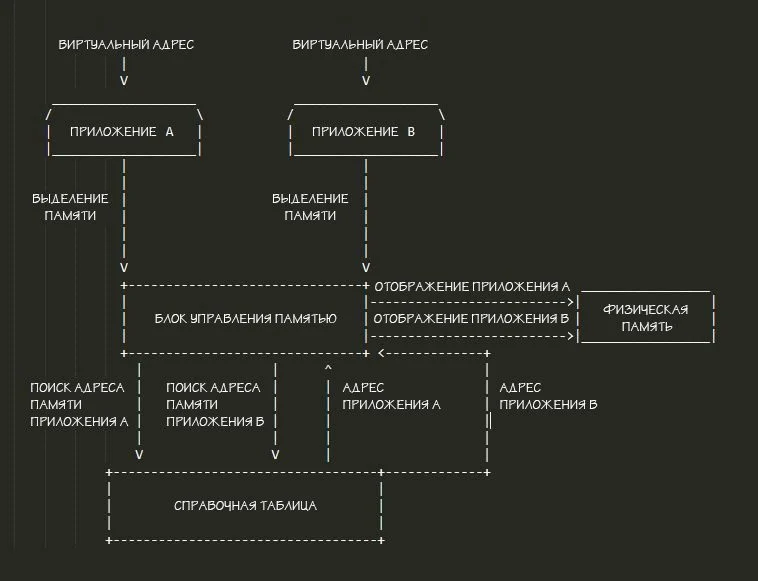 ВИРТУАЛЬНЫЙ АДРЕС
ВИРТУАЛЬНЫЙ АДРЕС
ПРИЛОЖЕНИЕ A
ПРИЛОЖЕНИЕ B
ВЫДЕЛЕНИЕ
ПАМЯТИ
ВЫДЕЛЕНИЕ
ПАМЯТИ
ОТОБРАЖЕНИЕ ПРИЛОЖЕНИЯ A
БЛОК УПРАВЛЕНИЯ ПАМЯТЬЮ
ОТОБРАЖЕНИЕ ПРИЛОЖЕНИЯ B
ФИЗИЧЕСКАЯ
ПАМЯТЬ
ПОИСК АДРЕСА
ПАМЯТИ
ПРИЛОЖЕНИЯ A
ПОИСК АДРЕСА
ПАМЯТИ
ПРИЛОЖЕНИЯ B
АДРЕС
ПРИЛОЖЕНИЯ A
АДРЕС
ПРИЛОЖЕНИЯ B
СПРАВОЧНАЯ ТАБЛИЦА